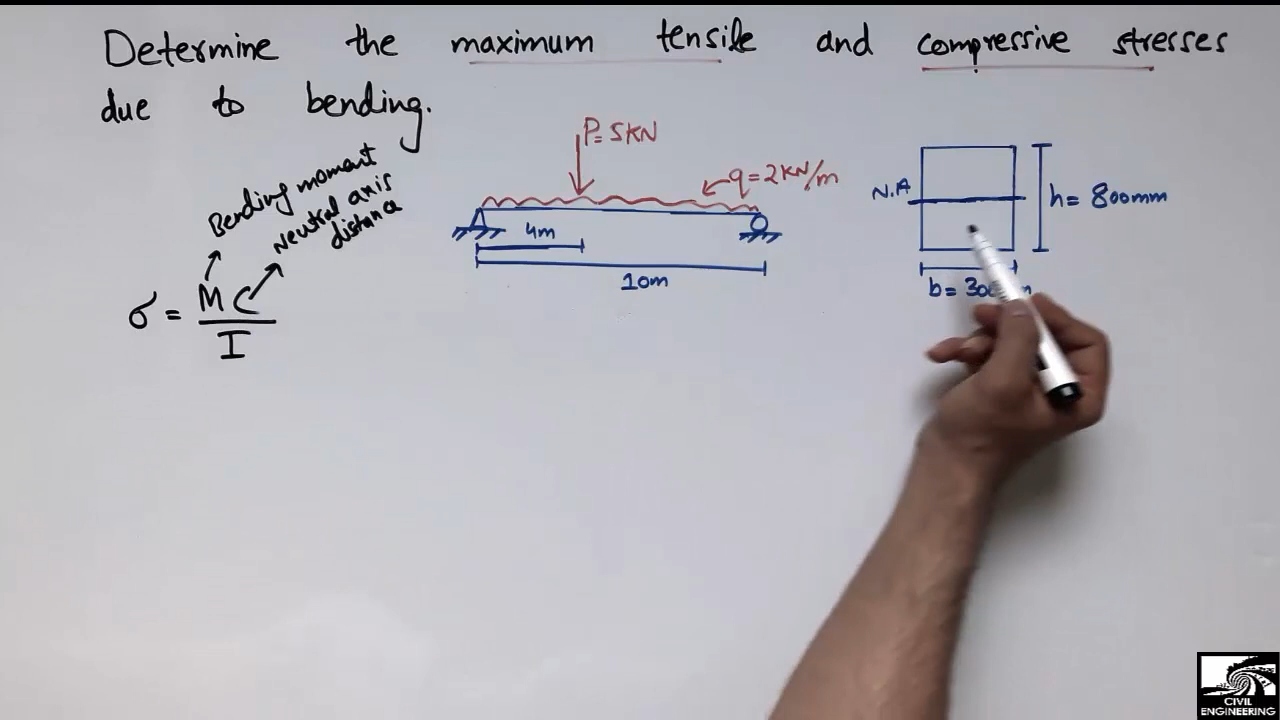 Determine the maximum tensile and compressive stresses
due to bending.
P=5KN
q=2KN/m
Bending moment
Neutral axis
distance
N.A
h= 800mm
4m
10m
σ = MC
I
CIVIL
ENGINEERING